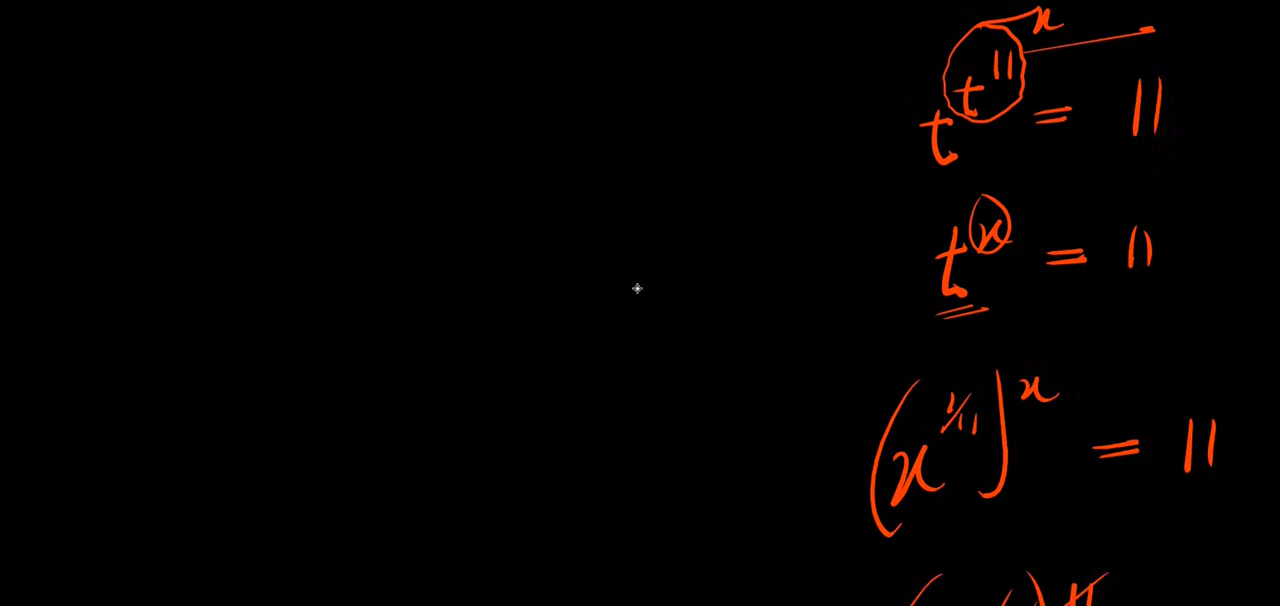 t^{t^{11}} = 11
x
t^{x} = 11
(x^{1/11})^{x} = 11